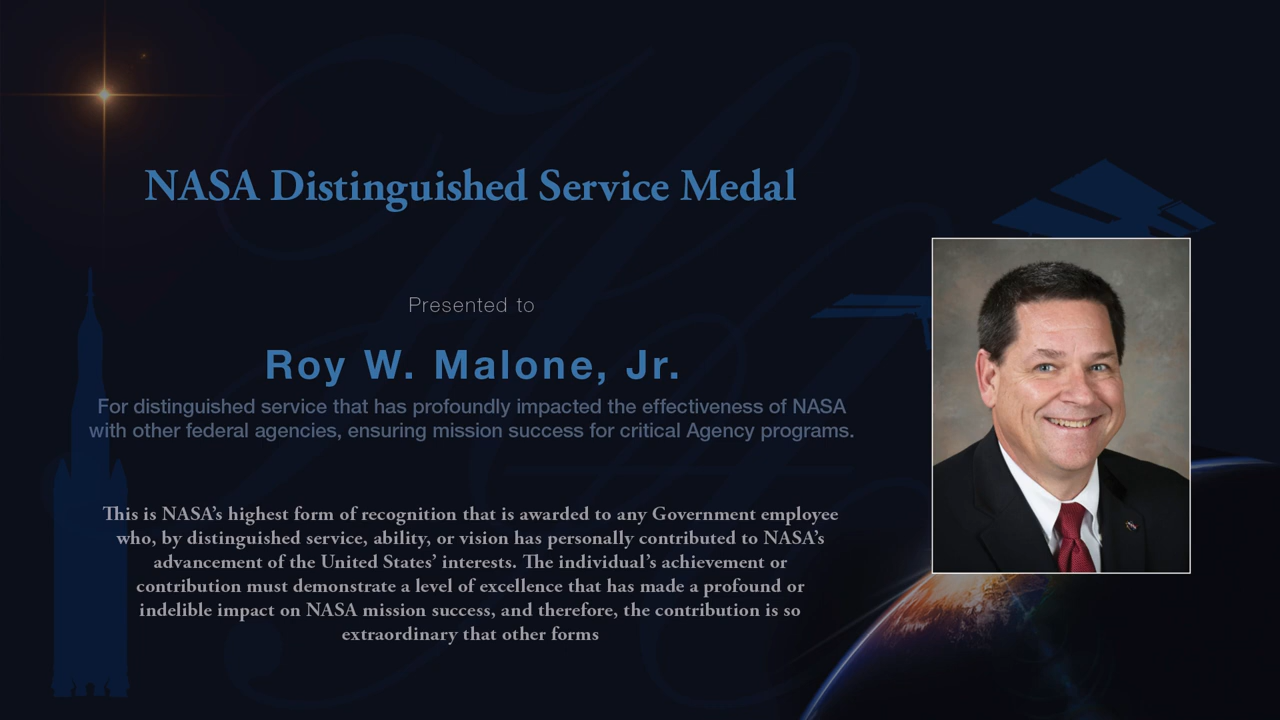 NASA Distinguished Service Medal
Presented to
Roy W. Malone, Jr.
For distinguished service that has profoundly impacted the effectiveness of NASA
with other federal agencies, ensuring mission success for critical Agency programs.
This is NASA’s highest form of recognition that is awarded to any Government employee
who, by distinguished service, ability, or vision has personally contributed to NASA’s
advancement of the United States’ interests. The individual’s achievement or
contribution must demonstrate a level of excellence that has made a profound or
indelible impact on NASA mission success, and therefore, the contribution is so
extraordinary that other forms